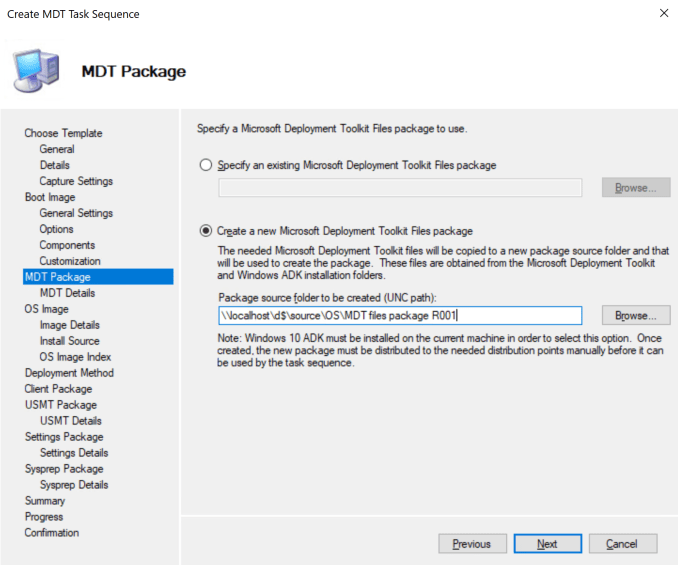 Create MDT Task Sequence
MDT Package
Choose Template
General
Details
Capture Settings
Boot Image
General Settings
Options
Components
Customization
MDT Package
MDT Details
OS Image
Image Details
Install Source
OS Image Index
Deployment Method
Client Package
USMT Package
USMT Details
Settings Package
Settings Details
Sysprep Package
Sysprep Details
Summary
Progress
Confirmation
Specify a Microsoft Deployment Toolkit Files package to use.
Specify an existing Microsoft Deployment Toolkit Files package
Browse...
Create a new Microsoft Deployment Toolkit Files package
The needed Microsoft Deployment Toolkit files will be copied to a new package source folder and that
will be used to create the package. These files are obtained from the Microsoft Deployment Toolkit
and Windows ADK installation folders.
Package source folder to be created (UNC path):
\\localhost\d$\source\OS\MDT files package R001
Browse...
Note: Windows 10 ADK must be installed on the current machine in order to select this option. Once
created, the new package must be distributed to the needed distribution points manually before it can
be used by the task sequence.
Previous
Next
Cancel